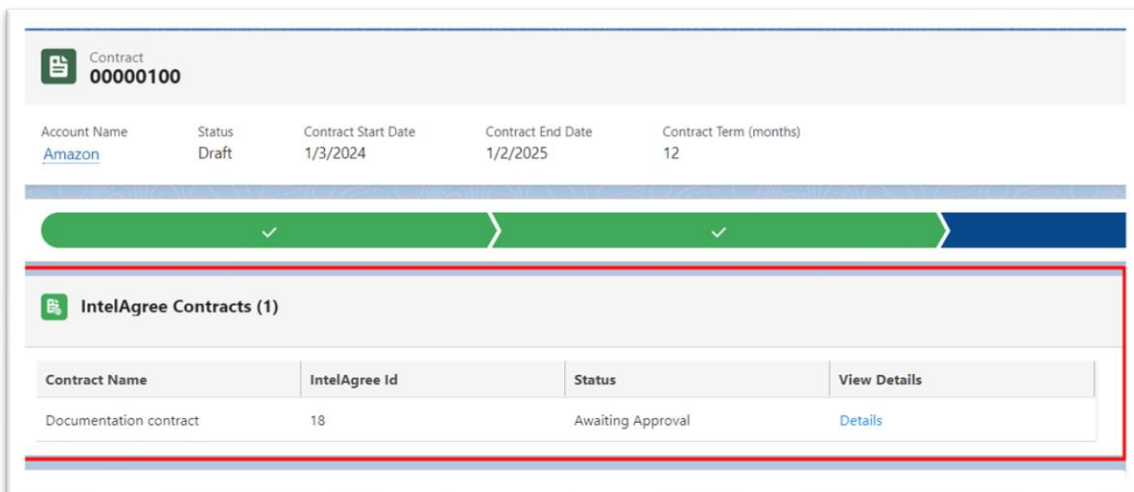 Contract
00000100
Account Name Status Contract Start Date Contract End Date Contract Term (months)
Amazon Draft 1/3/2024 1/2/2025 12
IntelAgree Contracts (1)
Contract Name IntelAgree Id Status View Details
Documentation contract 18 Awaiting Approval Details